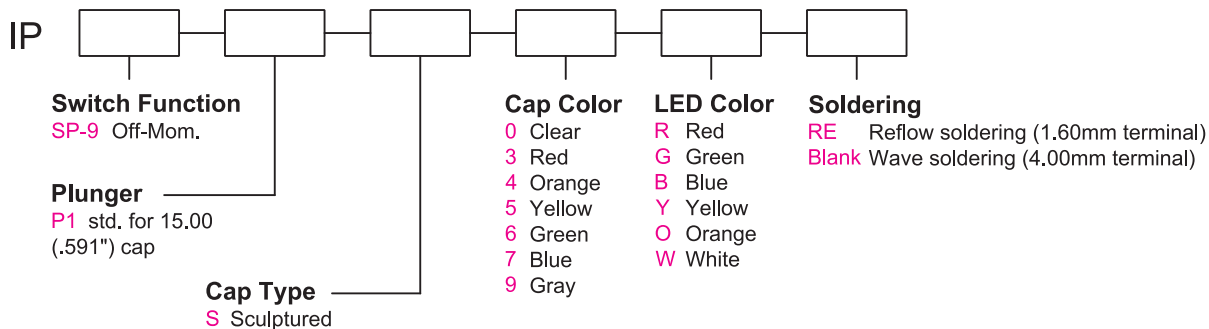 IP
Switch Function
SP-9 Off-Mom.
Plunger
P1 std. for 15.00
(.591") cap
Cap Type
S Sculptured
Cap Color
0 Clear
3 Red
4 Orange
5 Yellow
6 Green
7 Blue
9 Gray
LED Color
R Red
G Green
B Blue
Y Yellow
O Orange
W White
Soldering
RE Reflow soldering (1.60mm terminal)
Blank Wave soldering (4.00mm terminal)